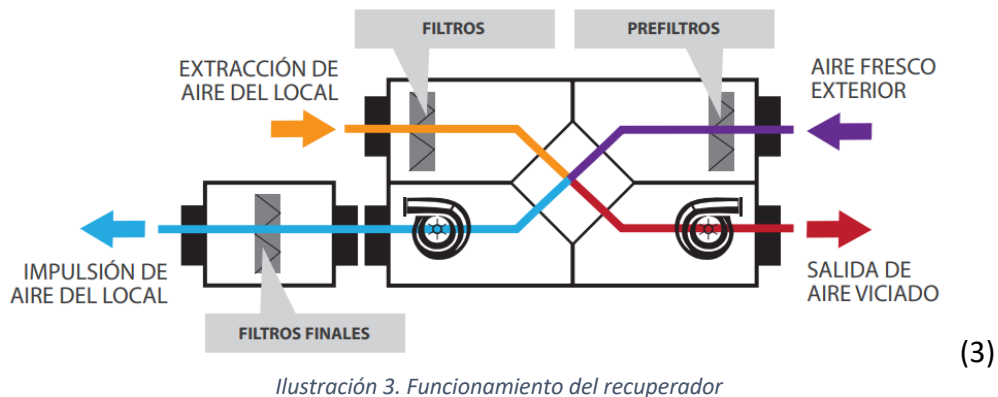 FILTROS
PREFILTROS
EXTRACCIÓN DE
AIRE DEL LOCAL
AIRE FRESCO
EXTERIOR
IMPULSIÓN DE
AIRE DEL LOCAL
SALIDA DE
AIRE VICIADO
FILTROS FINALES
(3)
Ilustración 3. Funcionamiento del recuperador